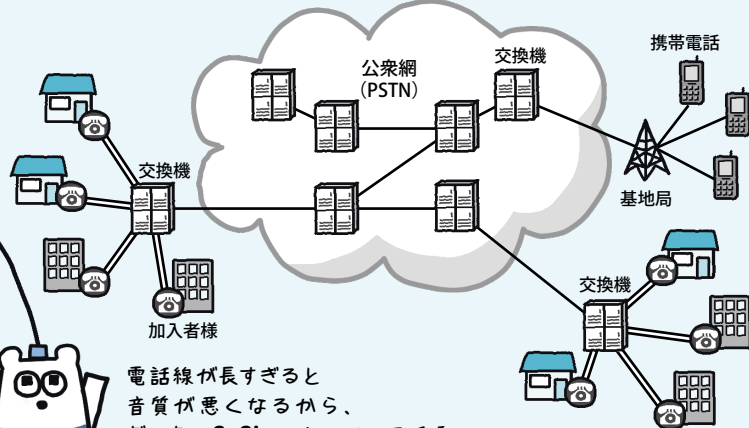 公衆網
（PSTN）
交換機
携帯電話
交換機
基地局
交換機
加入者様
電話線が長すぎると
音質が悪くなるから、